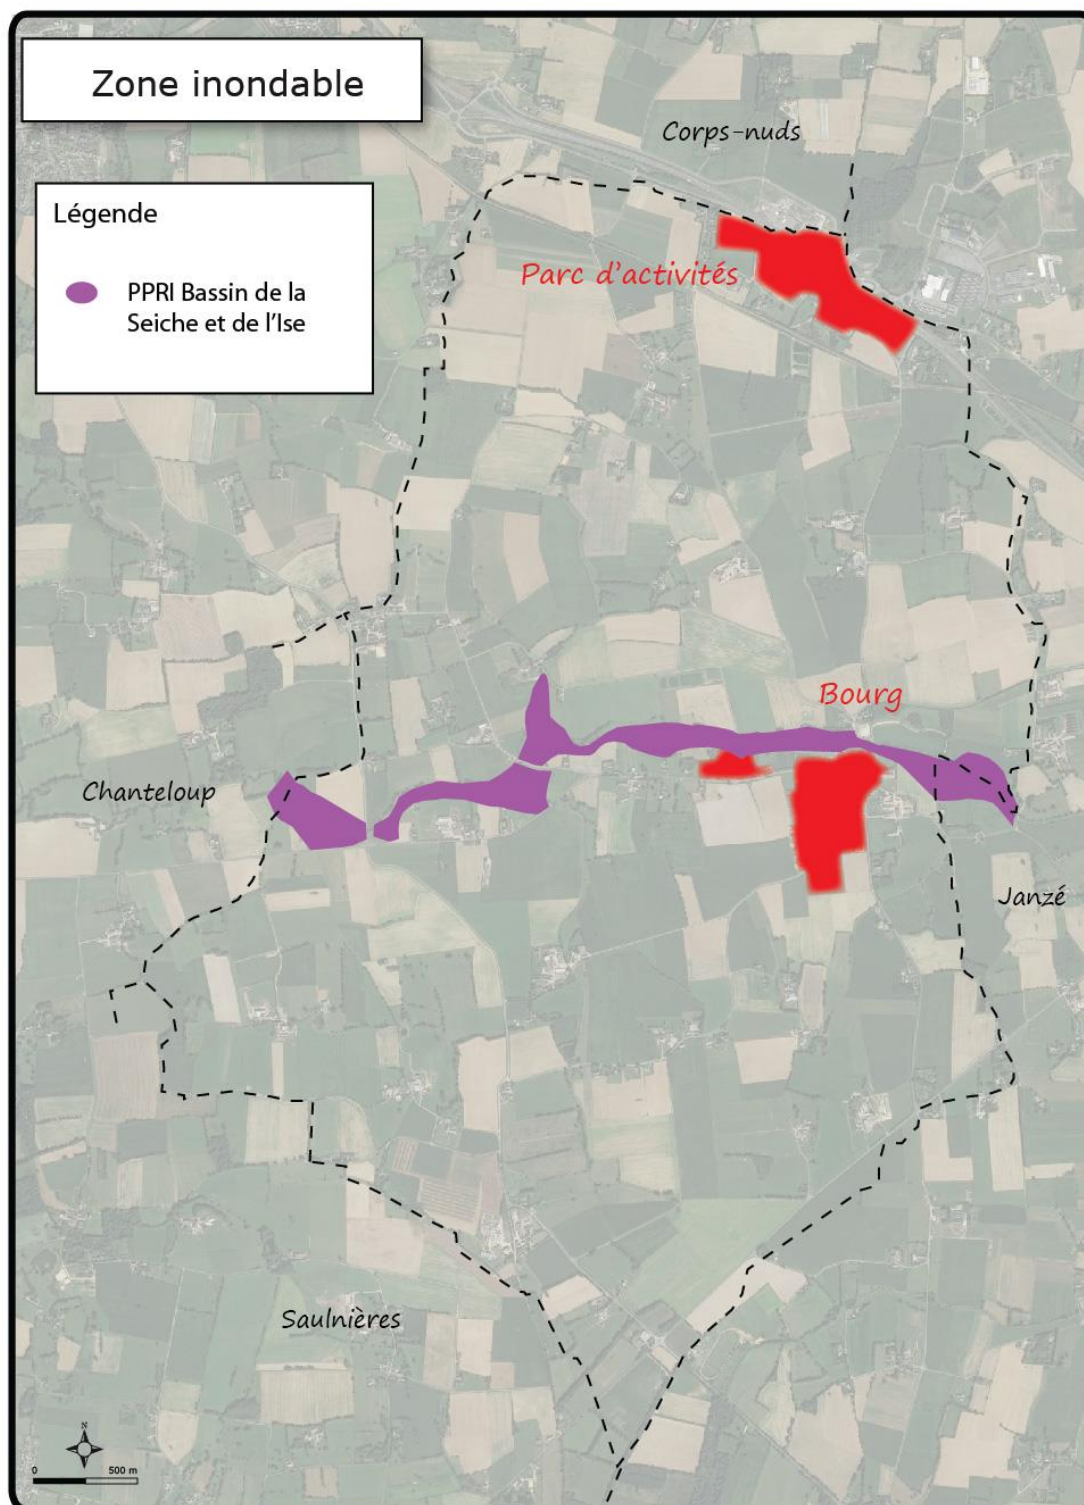 Zone inondable
Corps-nuds
Légende
PPRI Bassin de la
Seiche et de l'Ise
Parc d'activités
Bourg
Chanteloup
Janzé
Saulnières
N
0 500 m